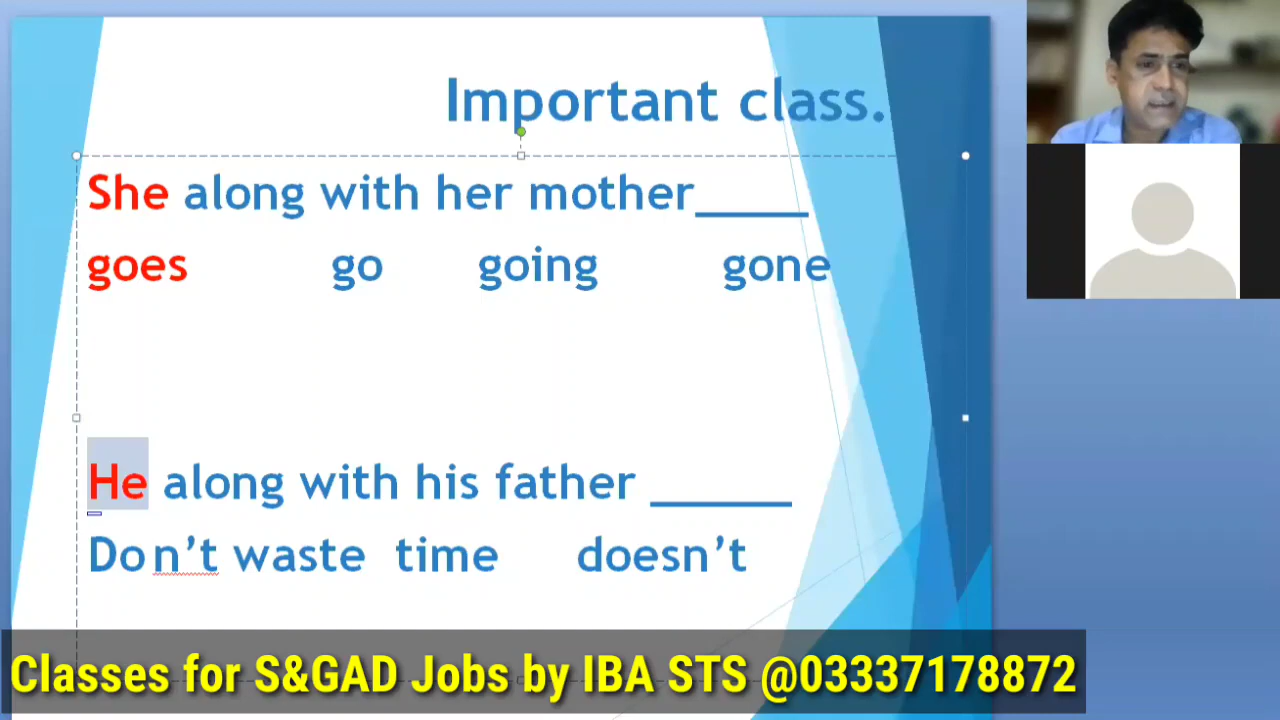 Important class.
She along with her mother_____
goes go going gone
He along with his father ______
Don’t waste time doesn’t
Classes for S&GAD Jobs by IBA STS @03337178872